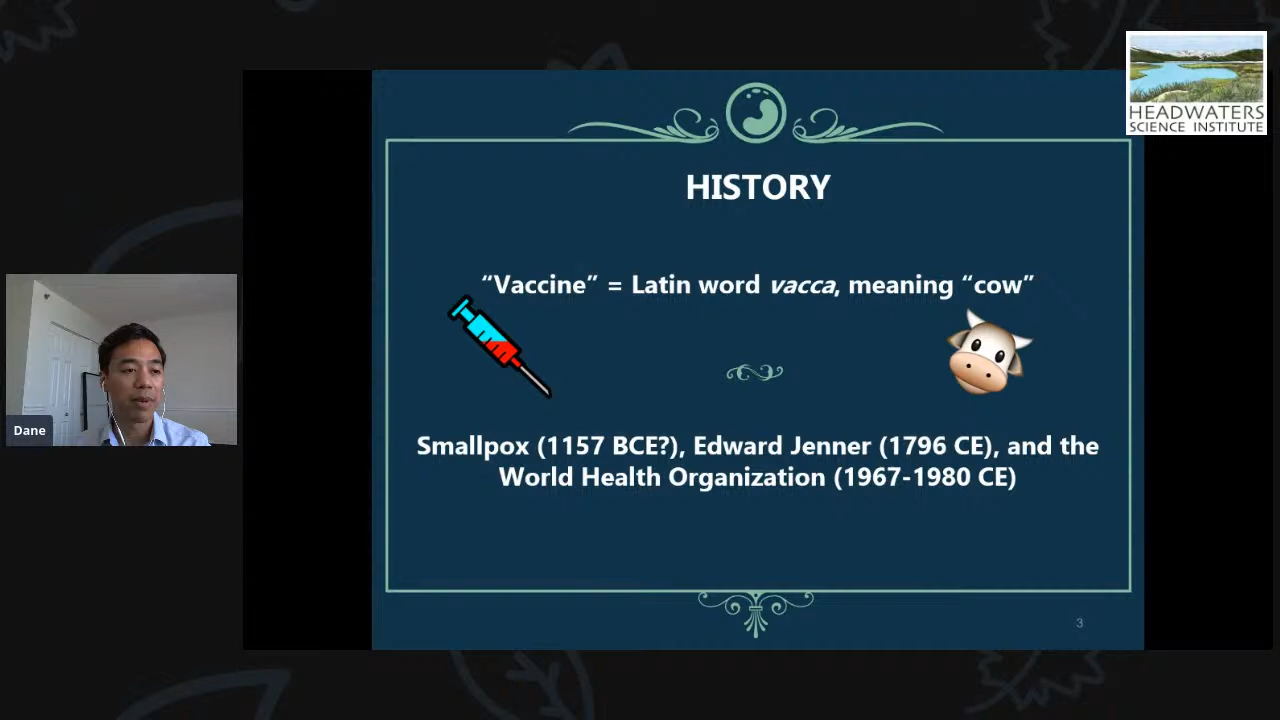 HEADWATERS
SCIENCE INSTITUTE
HISTORY
“Vaccine” = Latin word vacca, meaning “cow”
Dane
Smallpox (1157 BCE?), Edward Jenner (1796 CE), and the
World Health Organization (1967-1980 CE)
3